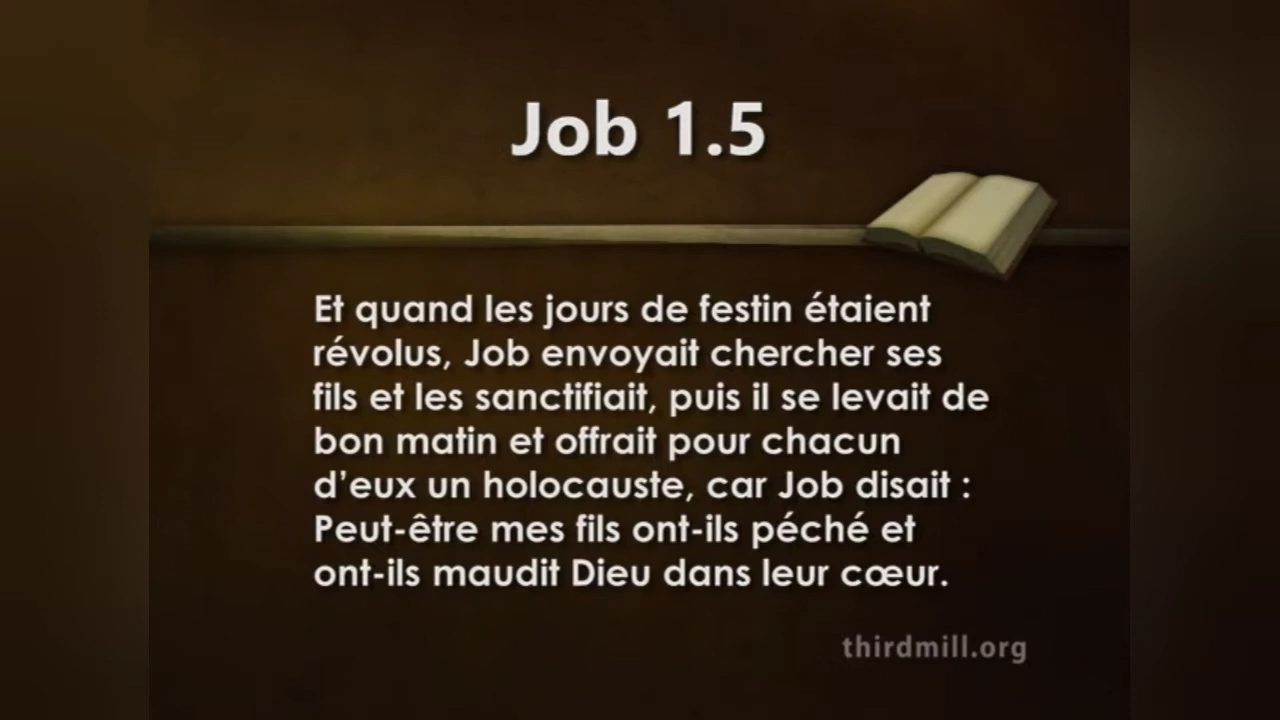 Job 1.5
Et quand les jours de festin étaient
révolus, Job envoyait chercher ses
fils et les sanctifiait, puis il se levait de
bon matin et offrait pour chacun
d’eux un holocauste, car Job disait :
Peut-être mes fils ont-ils péché et
ont-ils maudit Dieu dans leur cœur.
thirdmill.org